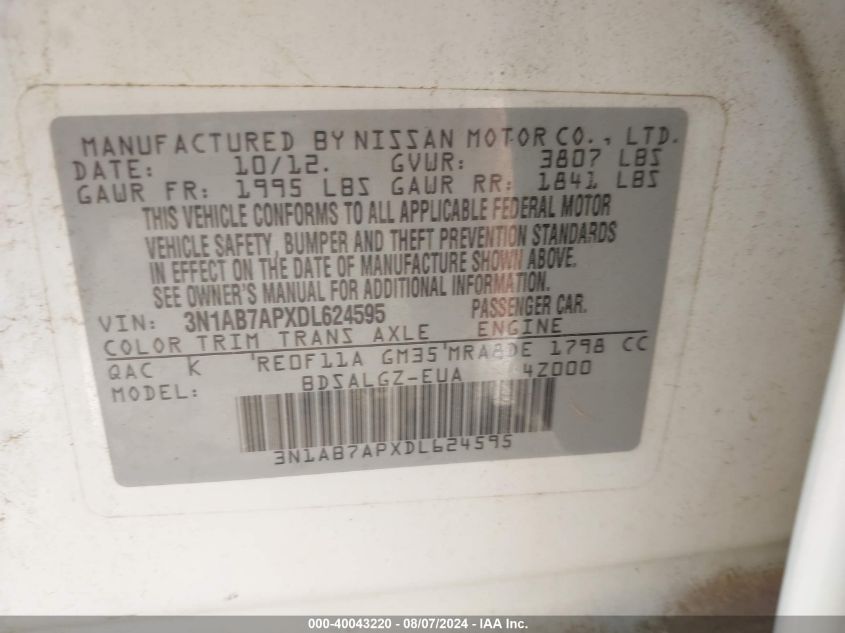 MANUFACTURED BY NISSAN MOTOR CO., LTD.
DATE: 10/12. GVWR: 3807 LBS
GAWR FR: 1995 LBS GAWR RR: 1841 LBS
THIS VEHICLE CONFORMS TO ALL APPLICABLE FEDERAL MOTOR
VEHICLE SAFETY, BUMPER AND THEFT PREVENTION STANDARDS
IN EFFECT ON THE DATE OF MANUFACTURE SHOWN ABOVE.
SEE OWNER'S MANUAL FOR ADDITIONAL INFORMATION.
VIN: 3N1AB7APXDL624595 PASSENGER CAR.
COLOR TRIM TRANS AXLE ENGINE
QAC K 'RE0F11A GM35'MRA8DE 1798 CC
MODEL: BDSALGZ-EUA 4Z000
3N1AB7APXDL624595
000-40043220 - 08/07/2024 - IAA Inc.